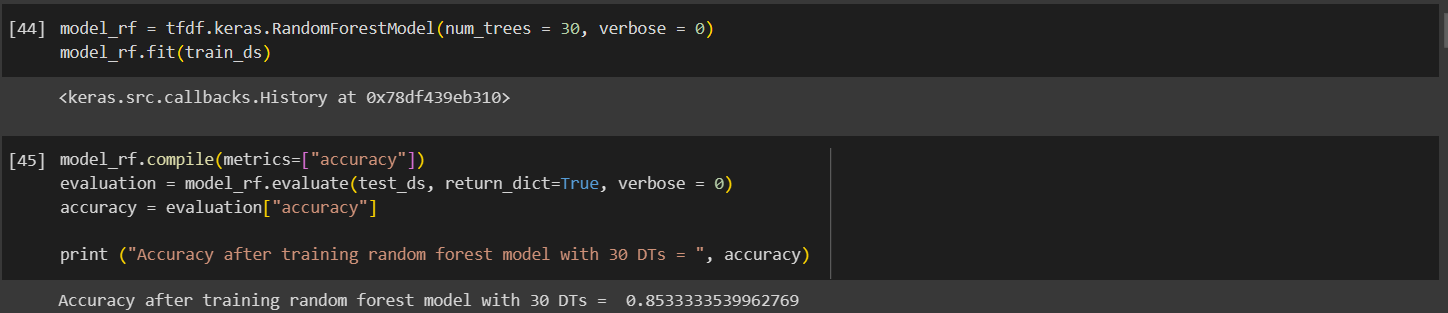 [44] model_rf = tfdf.keras.RandomForestModel(num_trees = 30, verbose = 0)
model_rf.fit(train_ds)
<keras.src.callbacks.History at 0x78df439eb310>
[45] model_rf.compile(metrics=["accuracy"])
evaluation = model_rf.evaluate(test_ds, return_dict=True, verbose = 0)
accuracy = evaluation["accuracy"]
print ("Accuracy after training random forest model with 30 DTs = ", accuracy)
Accuracy after training random forest model with 30 DTs =  0.8533333539962769